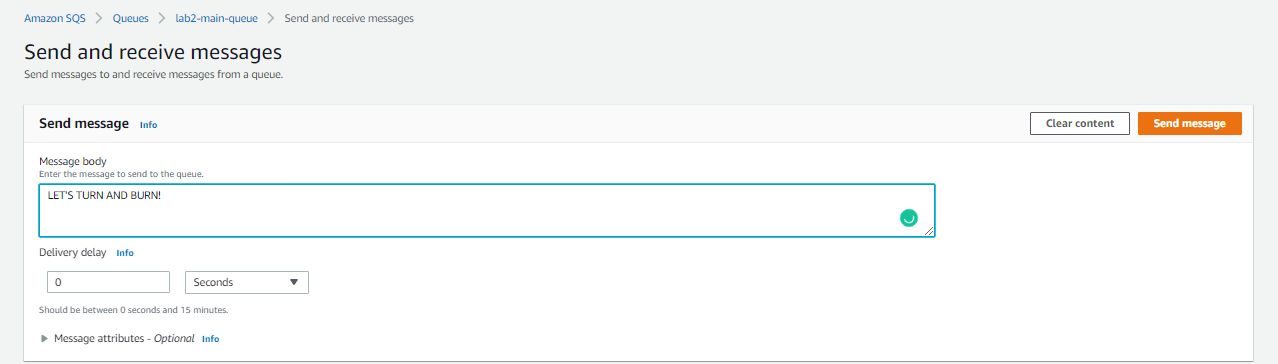 Amazon SQS > Queues > lab2-main-queue > Send and receive messages
Send and receive messages
Send messages to and receive messages from a queue.
Send message Info Clear content Send message
Message body
Enter the message to send to the queue.
LET'S TURN AND BURN!
Delivery delay Info
0 Seconds
Should be between 0 seconds and 15 minutes.
Message attributes - Optional Info